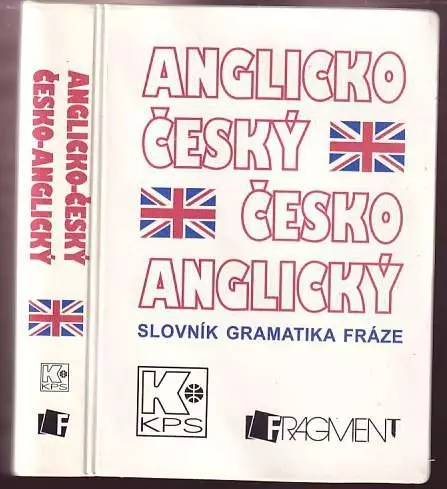 ANGLICKO-ČESKÝ
ČESKO-ANGLICKÝ
K
KPS
F
ANGLICKO
ČESKÝ
ČESKO
ANGLICKÝ
SLOVNÍK GRAMATIKA FRÁZE
K
KPS
FRAGMENT